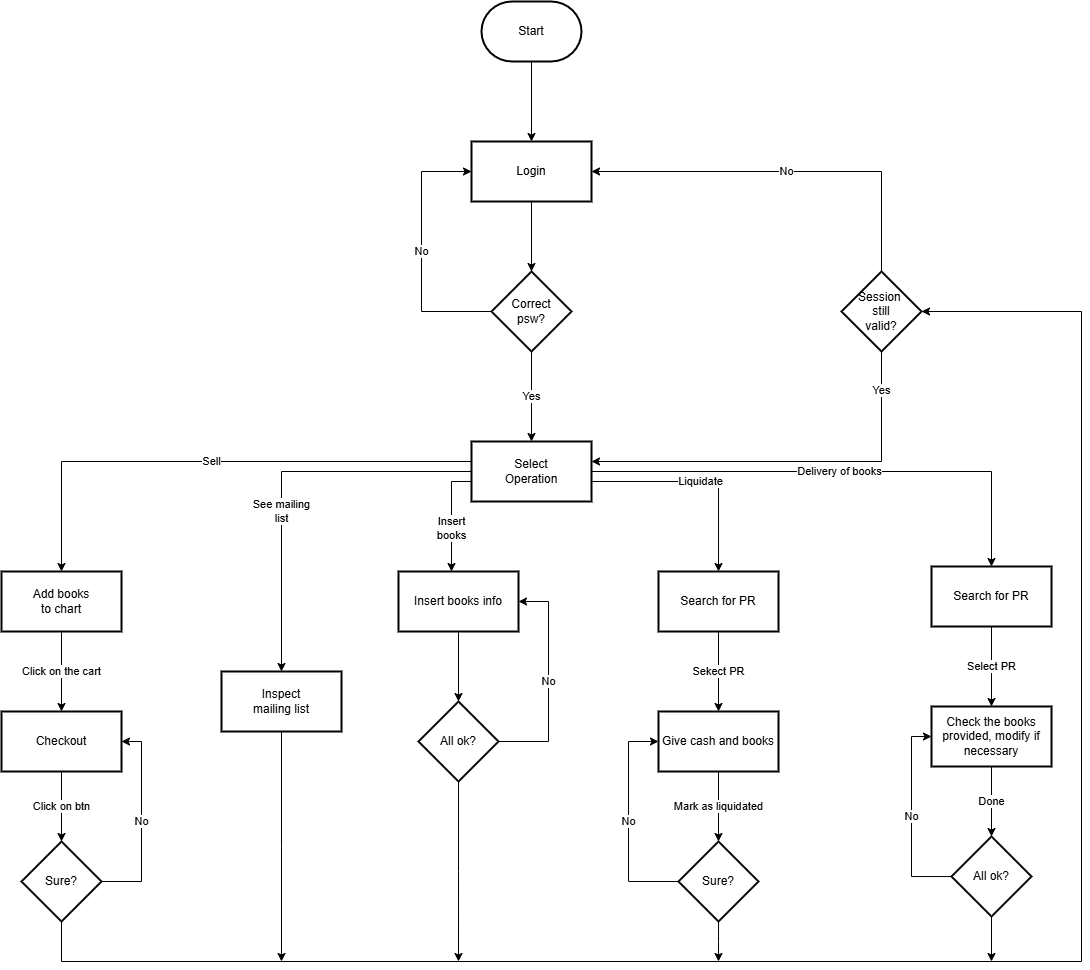 Start
Login
No
No
Correct
psw?
Session
still
valid?
Yes
Yes
Select
Operation
Sell
Delivery of books
Liquidate
See mailing
list
Insert
books
Add books
to chart
Insert books info
Search for PR
Search for PR
Click on the cart
Sekect PR
Select PR
No
Inspect
mailing list
Checkout
All ok?
Give cash and books
Check the books
provided, modify if
necessary
Click on btn
Mark as liquidated
Done
No
No
No
Sure?
Sure?
All ok?